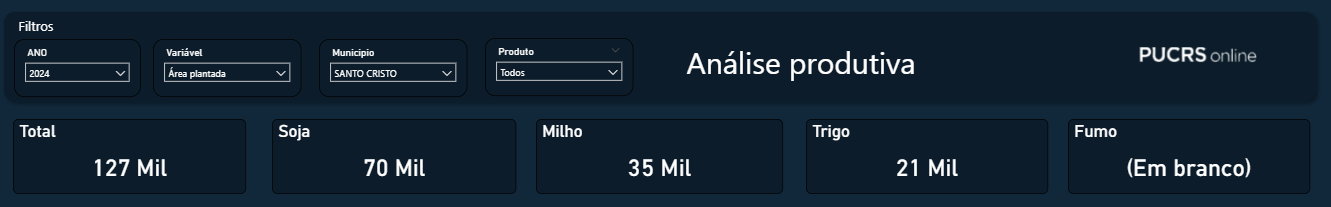 Filtros
ANO
2024
Variável
Área plantada
Municipio
SANTO CRISTO
Produto
Todos
Análise produtiva
PUCRS online
Total
127 Mil
Soja
70 Mil
Milho
35 Mil
Trigo
21 Mil
Fumo
(Em branco)